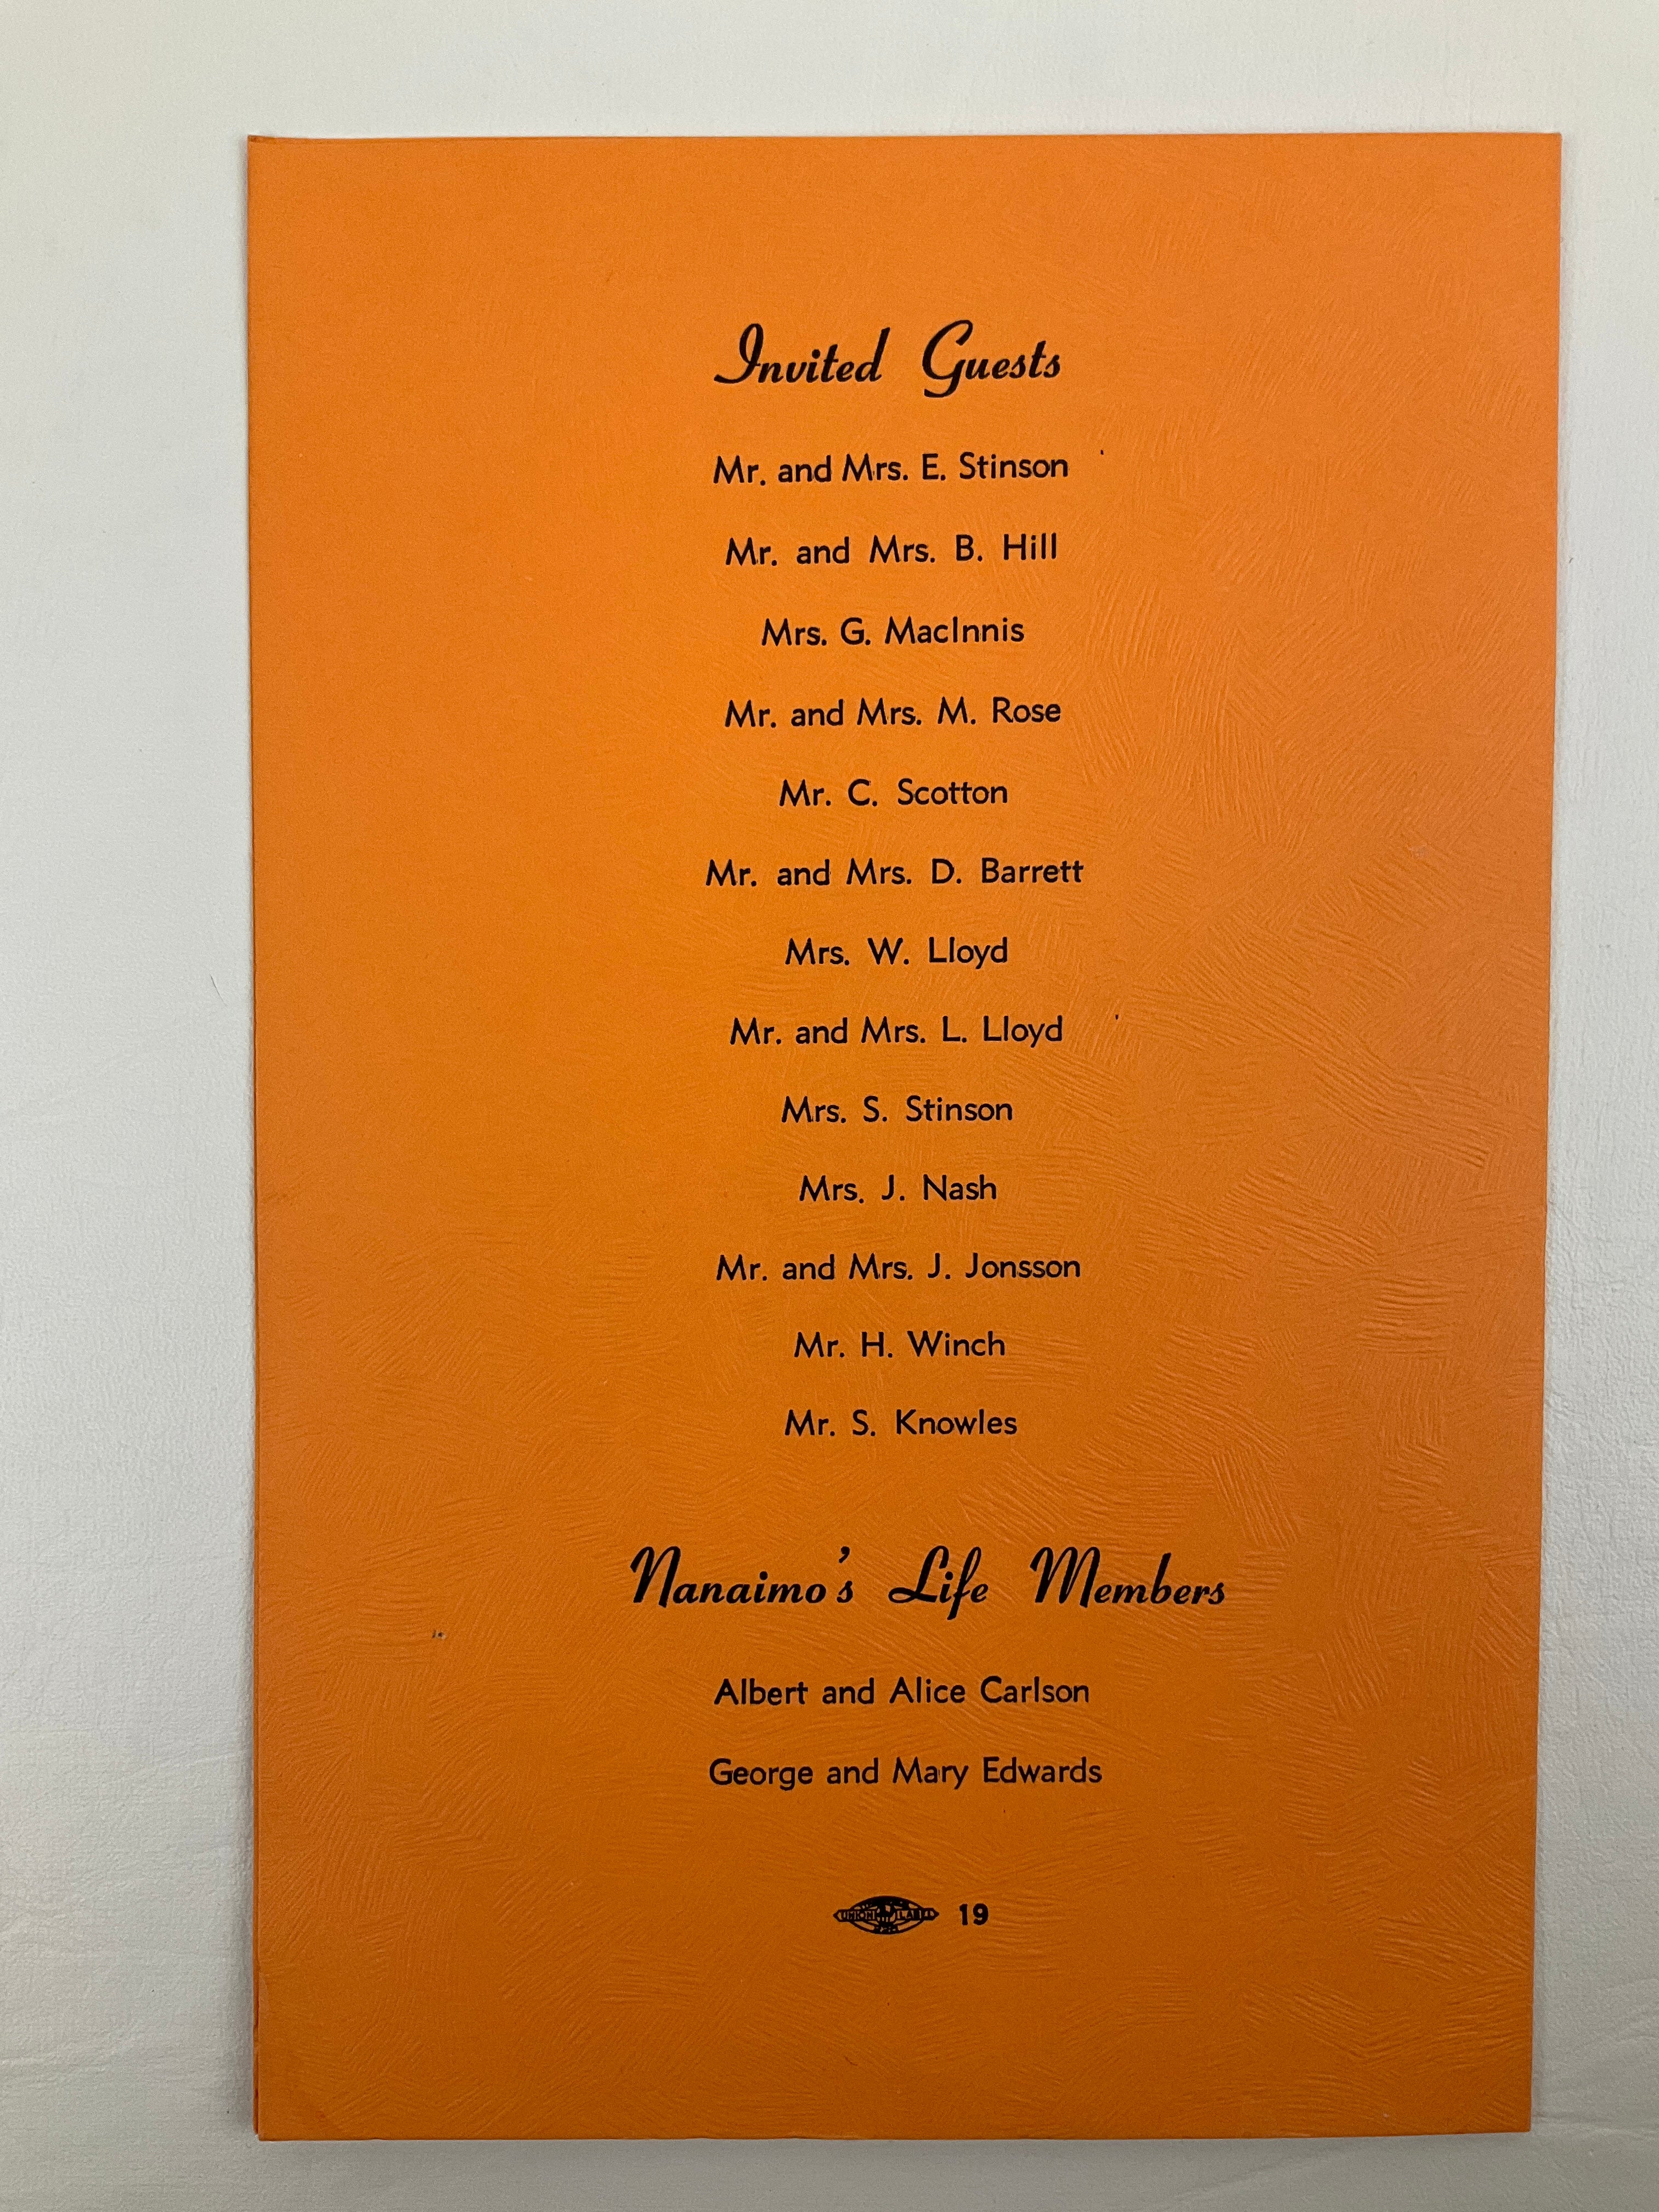 Invited Guests
Mr. and Mrs. E. Stinson
Mr. and Mrs. B. Hill
Mrs. G. MacInnis
Mr. and Mrs. M. Rose
Mr. C. Scotton
Mr. and Mrs. D. Barrett
Mrs. W. Lloyd
Mr. and Mrs. L. Lloyd
Mrs. S. Stinson
Mrs. J. Nash
Mr. and Mrs. J. Jonsson
Mr. H. Winch
Mr. S. Knowles
Nanaimo's Life Members
Albert and Alice Carlson
George and Mary Edwards
UNION LABEL 19